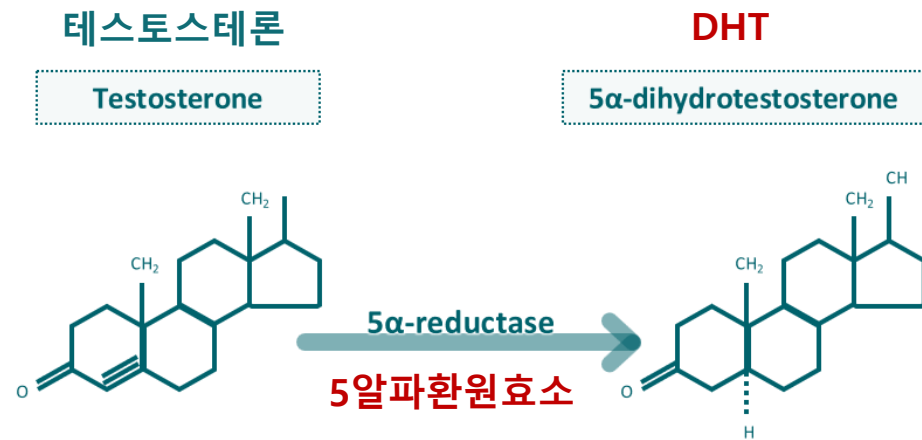 테스토스테론
DHT
Testosterone
5α-dihydrotestosterone
CH₂
CH₂
O
5α-reductase
5알파환원효소
CH
CH₂
CH₂
O
H